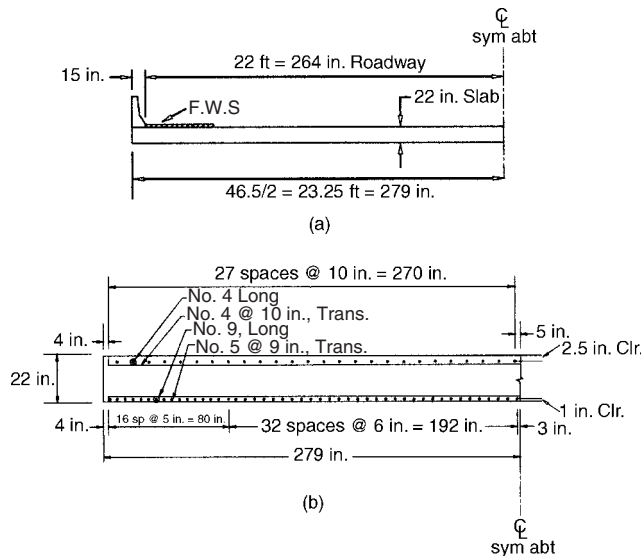 ℄
sym abt
22 ft = 264 in. Roadway
15 in.
F.W.S
22 in. Slab
46.5/2 = 23.25 ft = 279 in.
(a)
27 spaces @ 10 in. = 270 in.
No. 4 Long
No. 4 @ 10 in., Trans.
No. 9, Long
No. 5 @ 9 in., Trans.
4 in.
5 in.
2.5 in. Clr.
22 in.
1 in. Clr.
4 in.
16 sp @ 5 in = 80 in.
32 spaces @ 6 in. = 192 in.
3 in.
279 in.
(b)
℄
sym abt